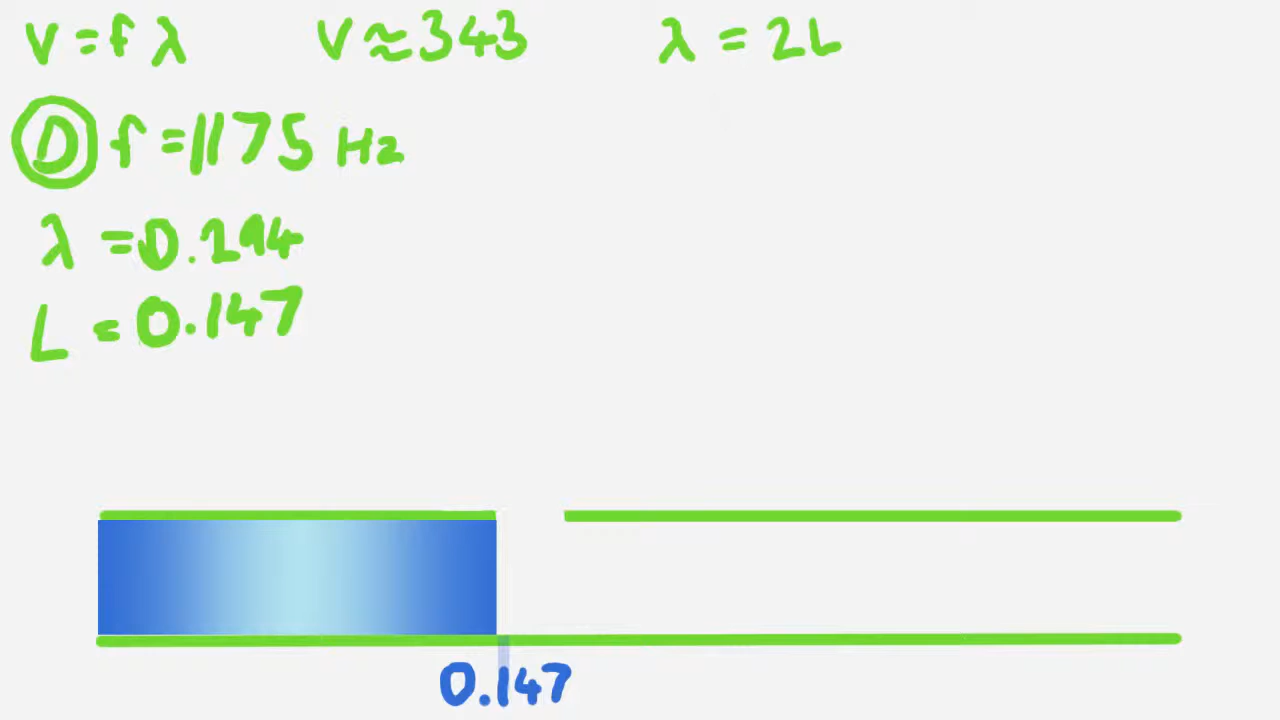 v = f λ v ≈ 343 λ = 2L
D f = 1175 Hz
λ = 0.294
L = 0.147
0.147